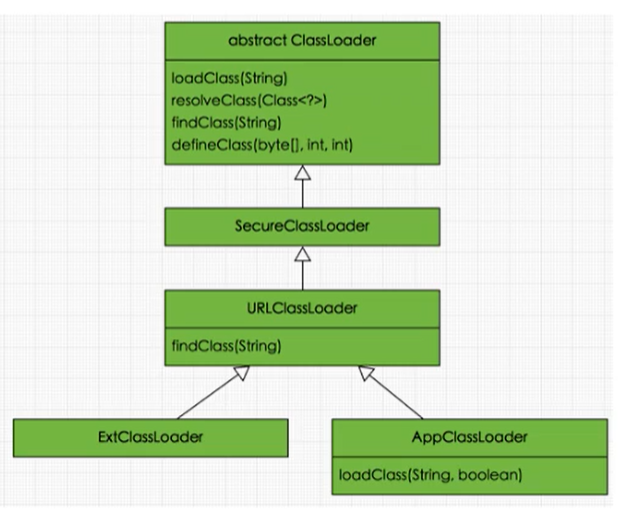 abstract ClassLoader
loadClass(String)
resolveClass(Class<?>)
findClass(String)
defineClass(byte[], int, int)
SecureClassLoader
URLClassLoader
findClass(String)
ExtClassLoader
AppClassLoader
loadClass(String, boolean)